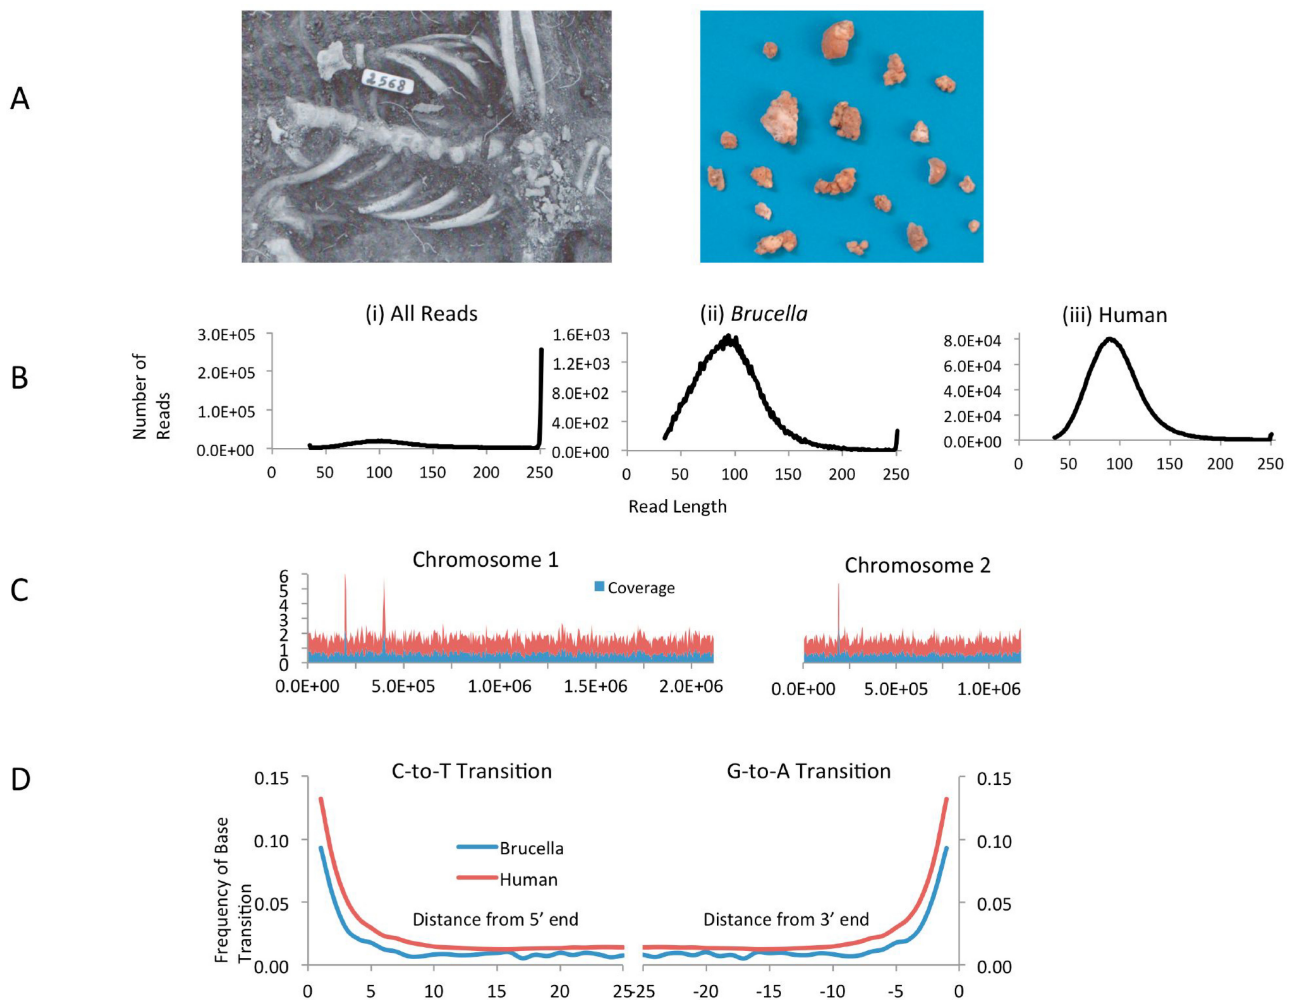 A
2568
B
(i) All Reads
(ii) Brucella
(iii) Human
Number of
Reads
3.0E+05
2.0E+05
1.0E+05
0.0E+00
0 50 100 150 200 250
1.6E+03
1.2E+03
8.0E+02
4.0E+02
0.0E+00
0 50 100 150 200 250
8.0E+04
6.0E+04
4.0E+04
2.0E+04
0.0E+00
0 50 100 150 200 250
Read Length
C
Chromosome 1
Chromosome 2
Coverage
6
5
4
3
2
1
0
0.0E+00 5.0E+05 1.0E+06 1.5E+06 2.0E+06
0.0E+00 5.0E+05 1.0E+06
D
C-to-T Transition
G-to-A Transition
Frequency of Base
Transition
0.15
0.10
0.05
0.00
Brucella
Human
Distance from 5′ end
Distance from 3′ end
0.15
0.10
0.05
0.00
0 5 10 15 20 25
-25 -20 -15 -10 -5 0